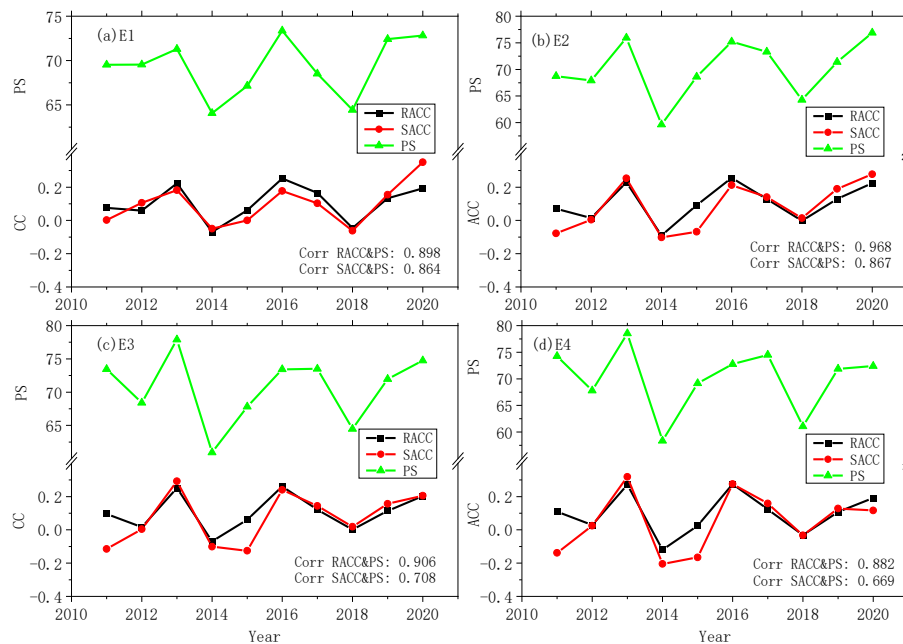 (a)E1
75
70
65
PS
RACC
SACC
PS
0.2
0.0
-0.2
-0.4
CC
Corr RACC&PS: 0.898
Corr SACC&PS: 0.864
2010 2012 2014 2016 2018 2020
(b)E2
80
75
70
65
60
PS
RACC
SACC
PS
0.2
0.0
-0.2
-0.4
ACC
Corr RACC&PS: 0.968
Corr SACC&PS: 0.867
2010 2012 2014 2016 2018 2020
(c)E3
80
75
70
65
PS
RACC
SACC
PS
0.2
0.0
-0.2
-0.4
CC
Corr RACC&PS: 0.906
Corr SACC&PS: 0.708
2010 2012 2014 2016 2018 2020
Year
(d)E4
80
75
70
65
60
PS
RACC
SACC
PS
0.2
0.0
-0.2
-0.4
ACC
Corr RACC&PS: 0.882
Corr SACC&PS: 0.669
2010 2012 2014 2016 2018 2020
Year